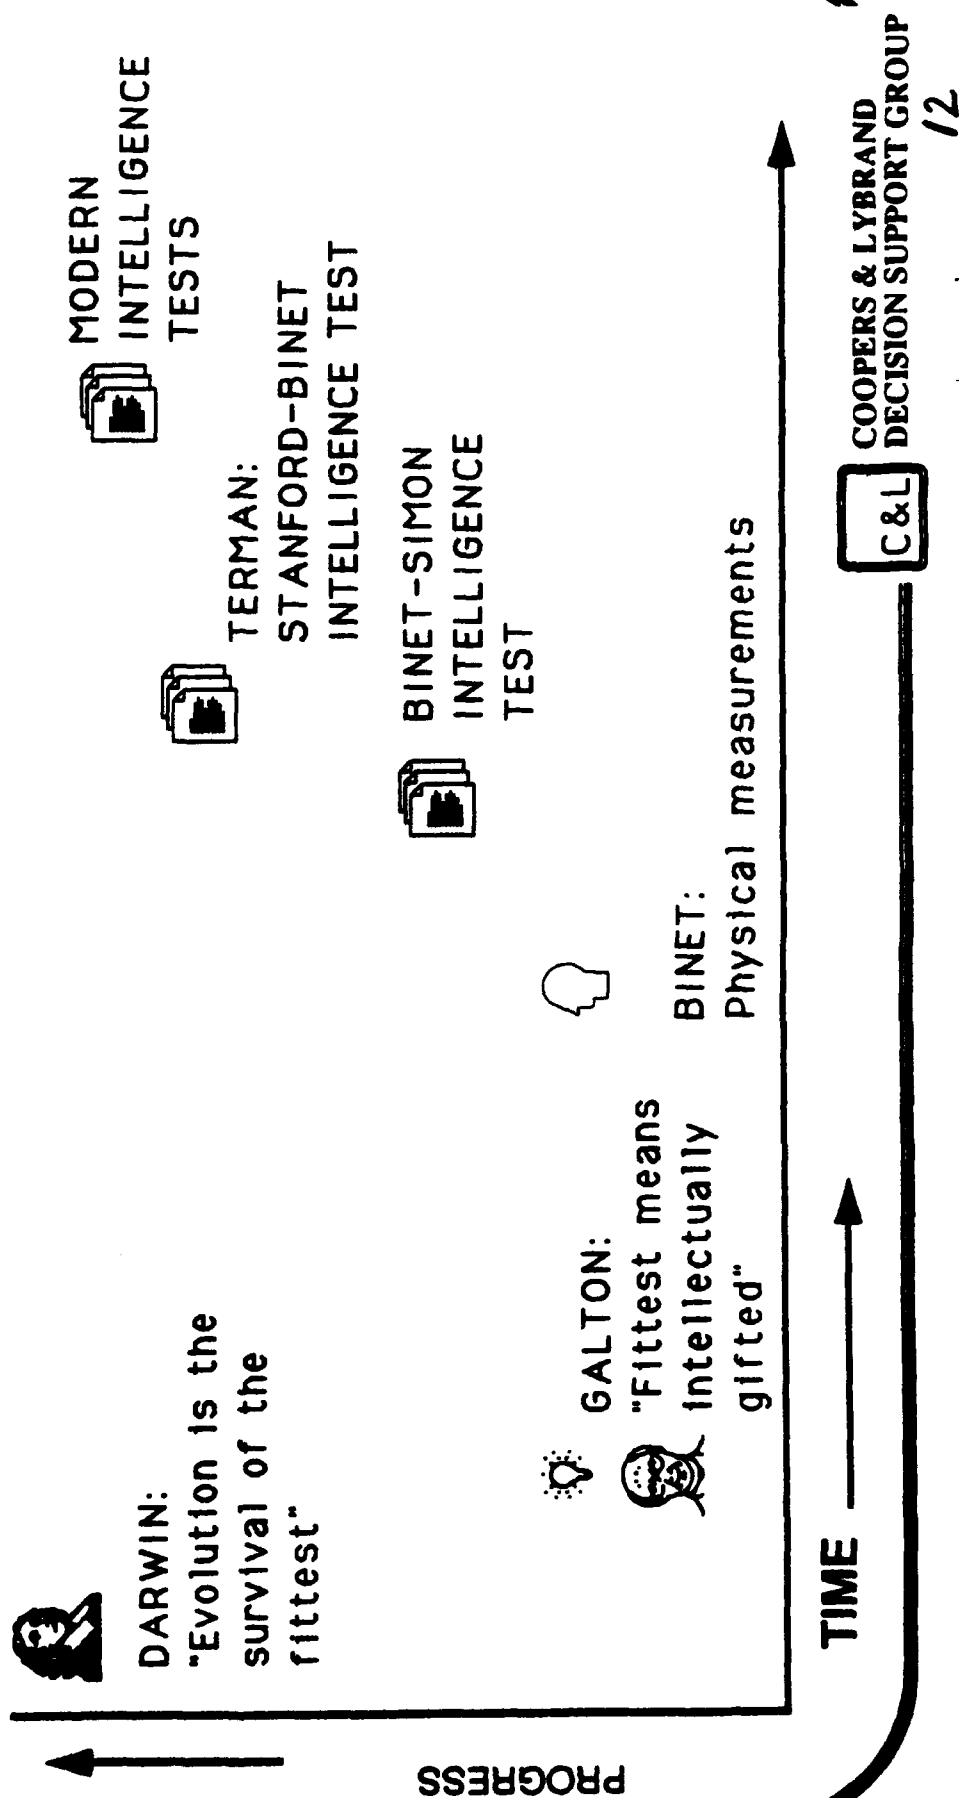 DARWIN:
"Evolution is the
survival of the
fittest"
GALTON:
"Fittest means
intellectually
gifted"
BINET:
Physical measurements
BINET-SIMON
INTELLIGENCE
TEST
TERMAN:
STANFORD-BINET
INTELLIGENCE TEST
MODERN
INTELLIGENCE
TESTS
PROGRESS
TIME
C&L
COOPERS & LYBRAND
DECISION SUPPORT GROUP
12